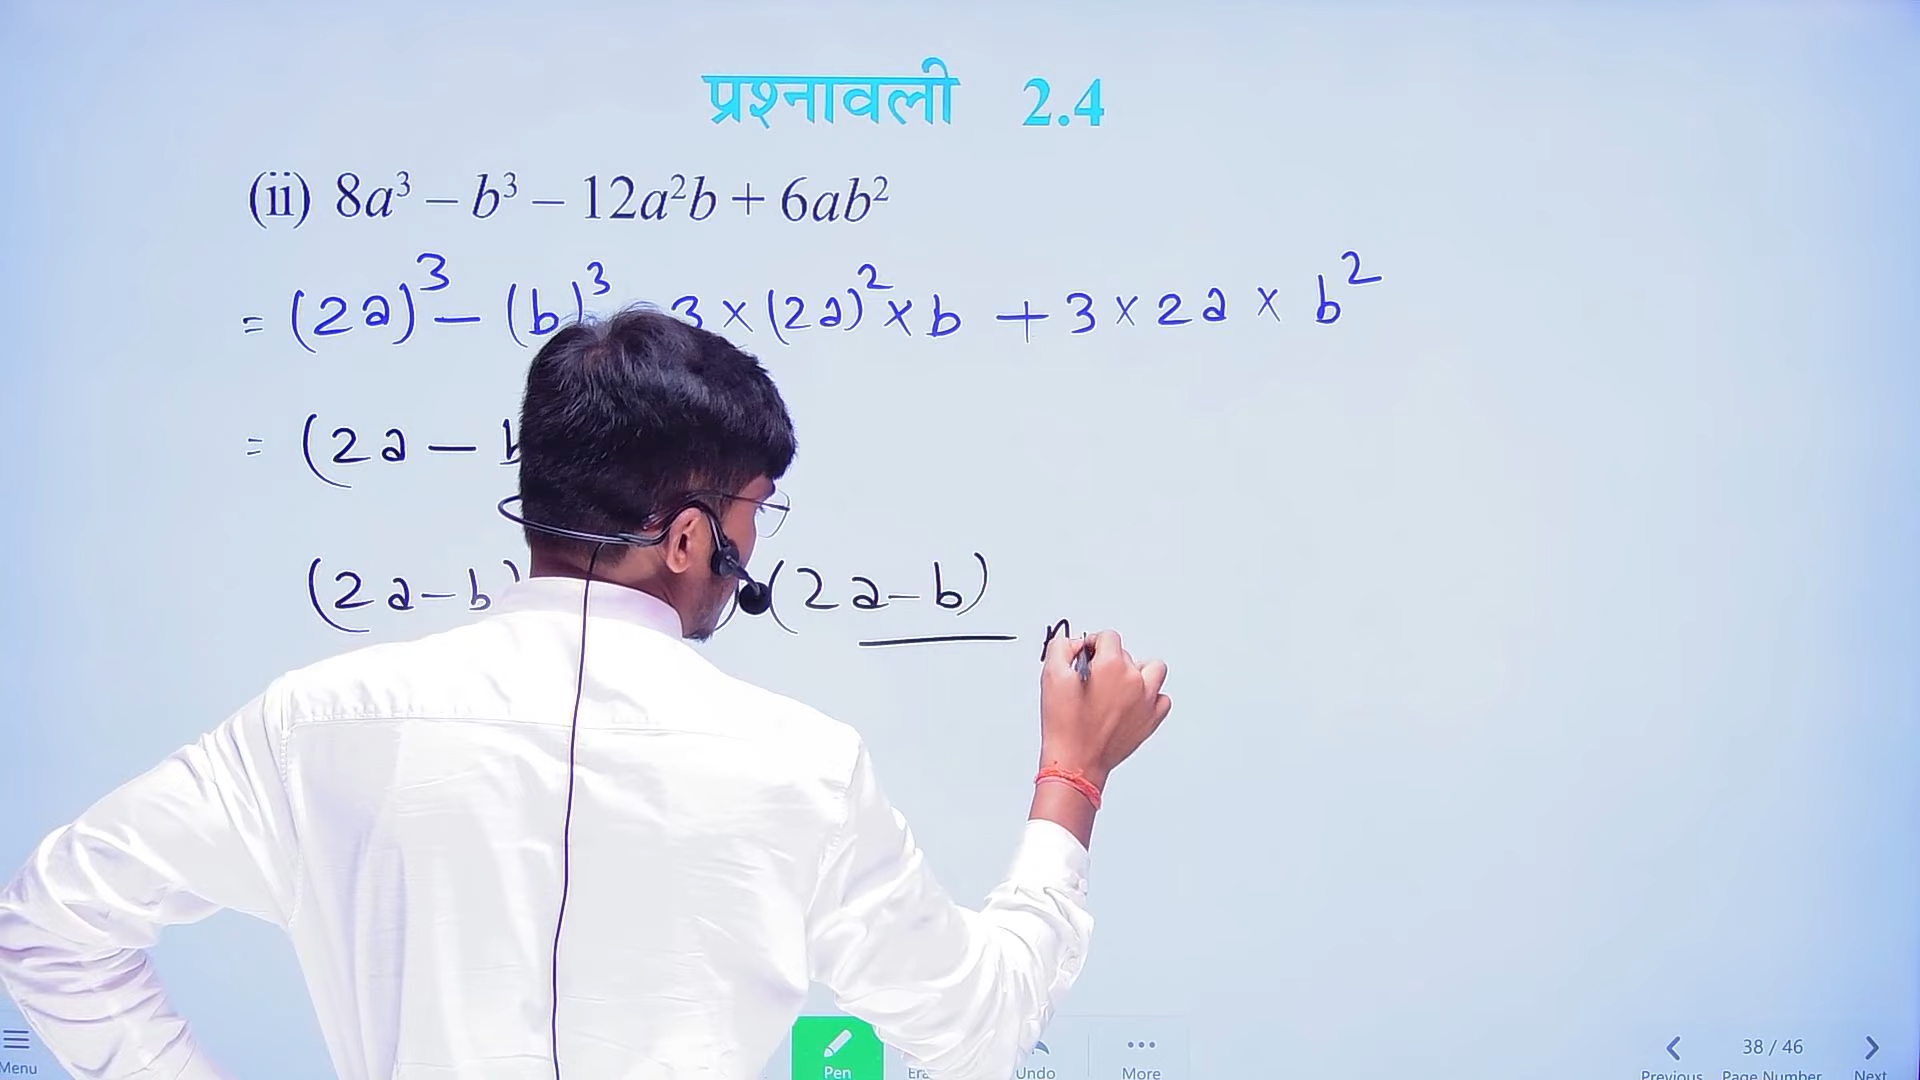 प्रश्नावली 2.4
(ii) 8a³ – b³ – 12a²b + 6ab²
= (2a)³ – (b)³ 3 × (2a)² × b + 3 × 2a × b²
= (2a – b
(2a – b) (2a – b)
Menu
Pen
Undo
More
38 / 46
Previous Page Number Next